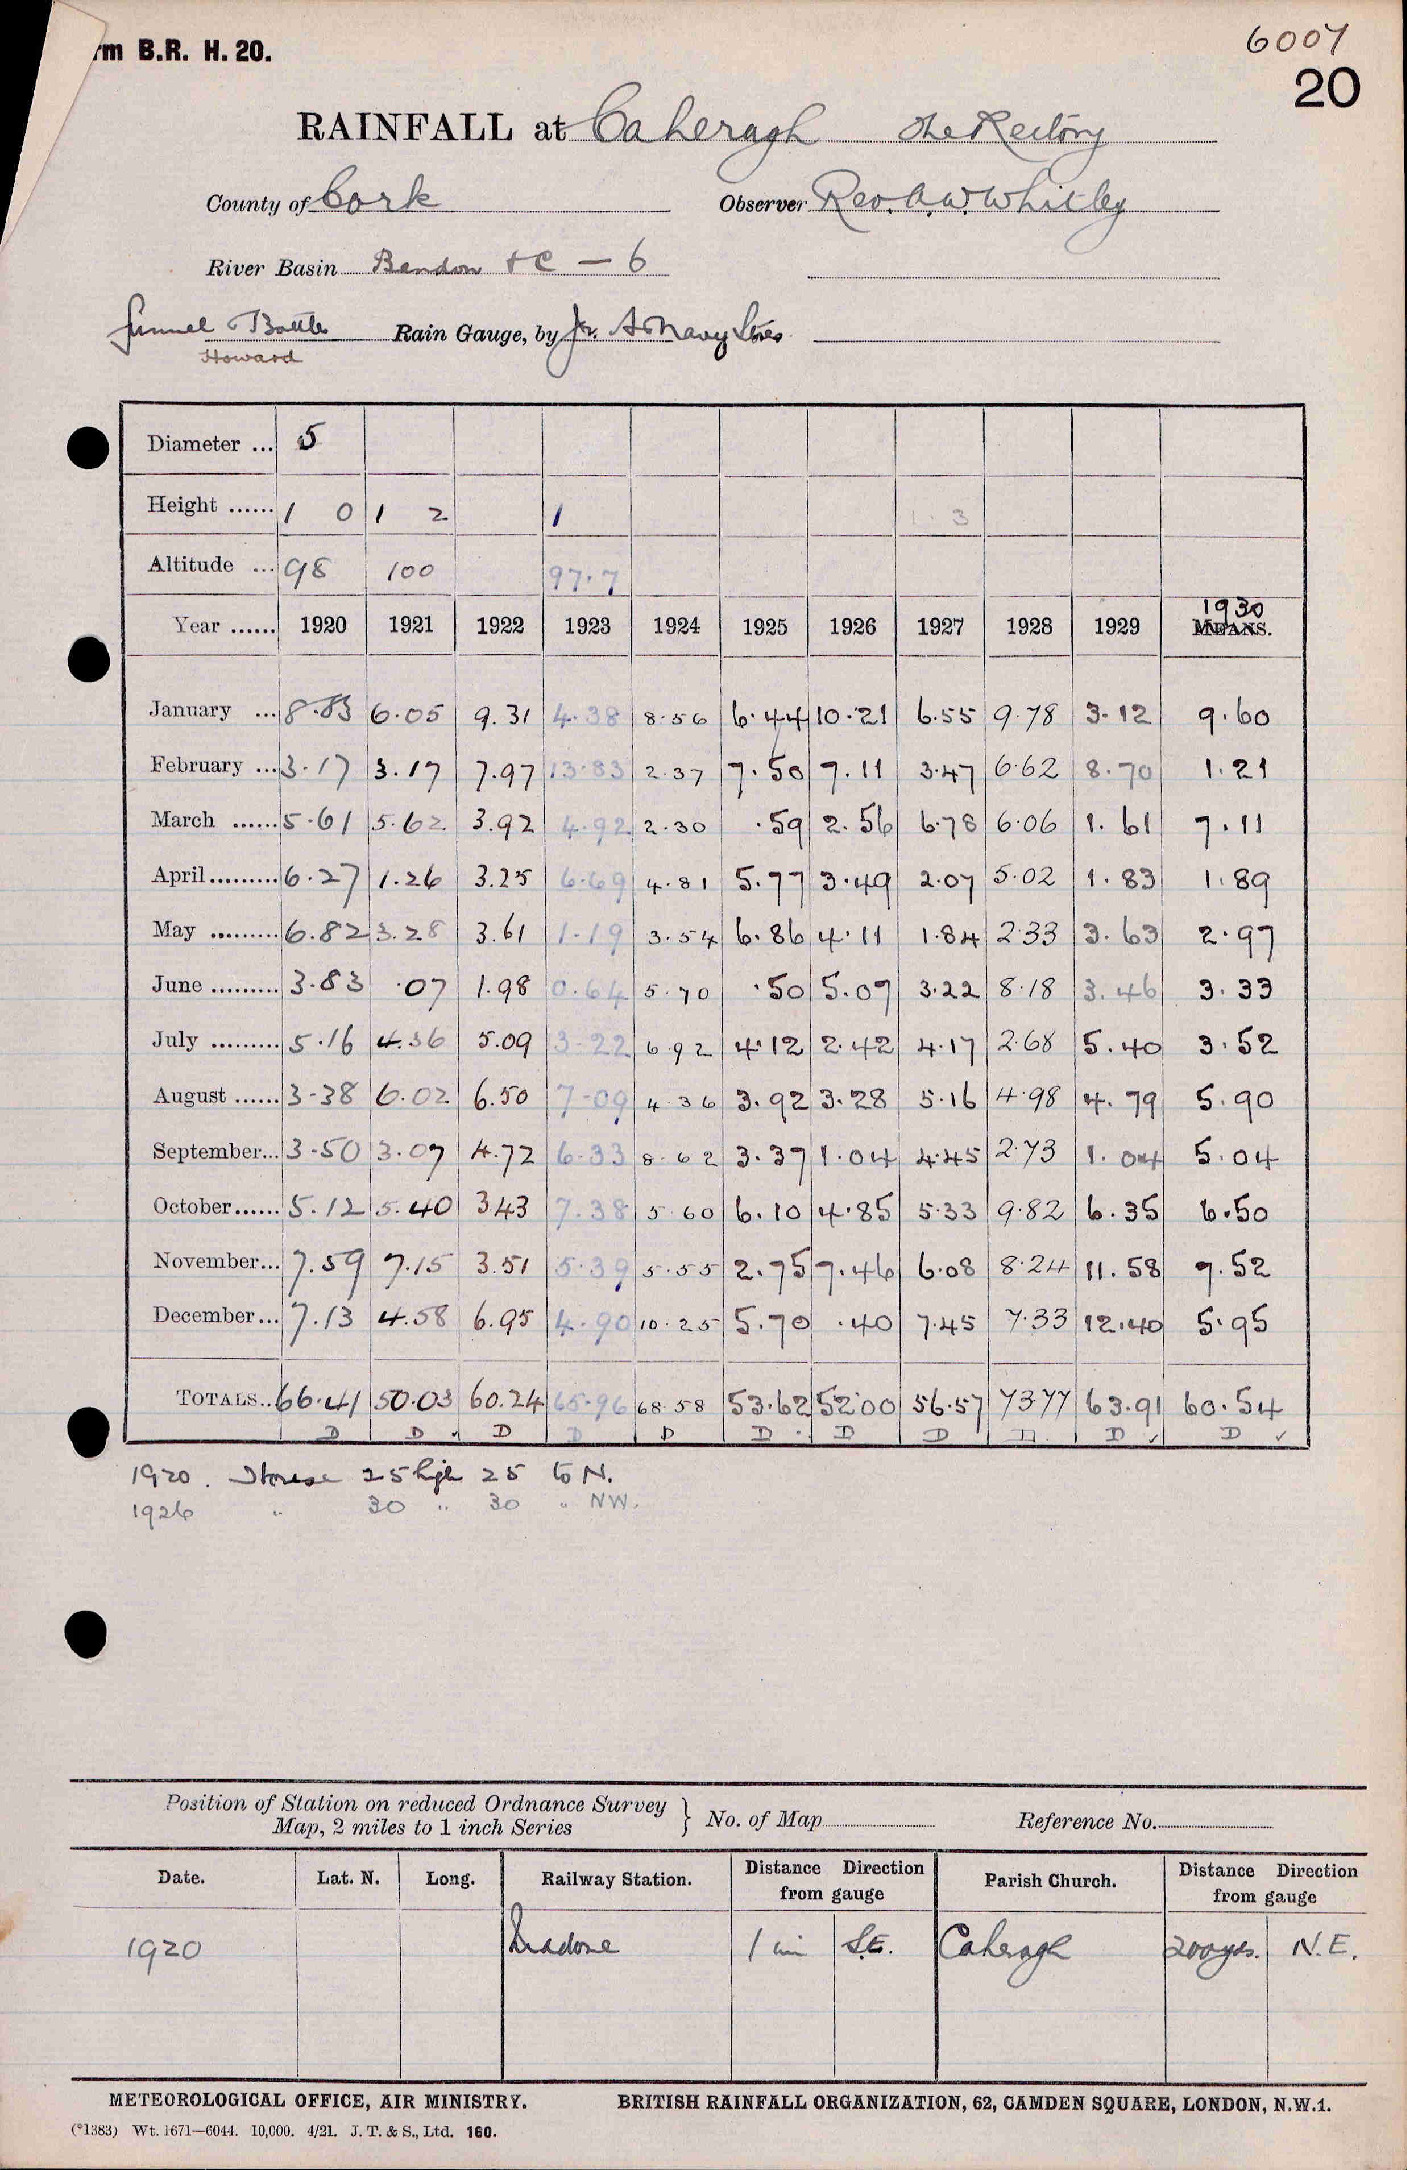 rm B.R. H. 20.
6007
20
RAINFALL at Caheragh The Rectory
County of Cork Observer Rev. A. W. Whitley
River Basin Bandon &C — 6
Funnel & Bottle Rain Gauge, by Jr. A & Navy Stores
Howard
Diameter ... 5
Height ...... 1 0 1 2 1 1 3
Altitude ... 98 100 97.7
Year ...... 1920 1921 1922 1923 1924 1925 1926 1927 1928 1929 1930 MEANS.
January ... 8.83 6.05 9.31 4.38 8.56 6.44 10.21 6.55 9.78 3.12 9.60
February ... 3.17 3.17 7.97 13.83 2.37 7.50 7.11 3.47 6.62 8.70 1.21
March ...... 5.61 5.62 3.92 4.92 2.30 .59 2.56 6.78 6.06 1.61 7.11
April......... 6.27 1.26 3.25 6.69 4.81 5.77 3.49 2.07 5.02 1.83 1.89
May ......... 6.82 3.28 3.61 1.19 3.54 6.86 4.11 1.84 2.33 3.63 2.97
June ......... 3.83 .07 1.98 0.64 5.70 .50 5.07 3.22 8.18 3.46 3.33
July ......... 5.16 4.36 5.09 3.22 6 92 4.12 2.42 4.17 2.68 5.40 3.52
August ...... 3.38 6.02 6.50 7.09 4 36 3.92 3.28 5.16 4.98 4.79 5.90
September... 3.50 3.07 4.72 6.33 8.62 3.37 1.04 4.45 2.73 1.04 5.04
October...... 5.12 5.40 3 43 7.38 5 60 6.10 4.85 5.33 9.82 6.35 6.50
November... 7.59 7.15 3.51 5.39 5.55 2.75 7.46 6.08 8.24 11.58 7.52
December... 7.13 4.58 6.95 4.90 10.25 5.70 .40 7.45 7.33 12.40 5.95
TOTALS.. 66.41 50.03 60.24 65.96 68.58 53.62 52.00 56.57 73.77 63.91 60.54
D D ✓ D D D D D D D D ✓ D ✓
1920. House 25 high 25 to N.
1926 " 30 " 30 " NW.
Position of Station on reduced Ordnance Survey Map, 2 miles to 1 inch Series } No. of Map Reference No.
Date. Lat. N. Long. Railway Station. Distance Direction from gauge Parish Church. Distance Direction from gauge
1920 1 mi S.E. Caheragh 200yds. N.E.
METEOROLOGICAL OFFICE, AIR MINISTRY. BRITISH RAINFALL ORGANIZATION, 62, CAMDEN SQUARE, LONDON, N.W.1.
(*1383) Wt. 1671—6044. 10,000. 4/21. J. T. & S., Ltd. 160.